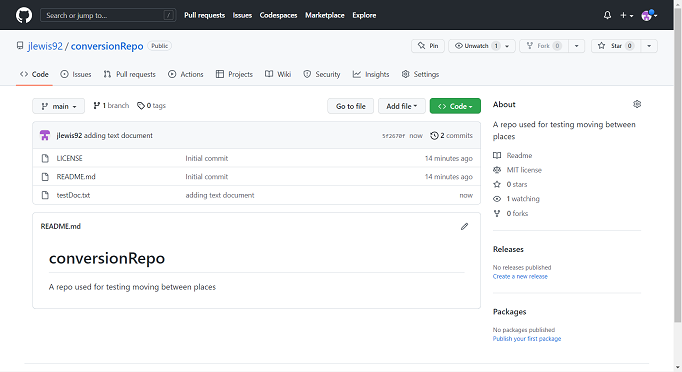 Search or jump to... /
Pull requests Issues Codespaces Marketplace Explore
jlewis92 / conversionRepo Public
Pin Unwatch 1 Fork 0 Star 0
Code Issues Pull requests Actions Projects Wiki Security Insights Settings
main 1 branch 0 tags Go to file Add file Code
jlewis92 adding text document 5f2670f now 2 commits
LICENSE Initial commit 14 minutes ago
README.md Initial commit 14 minutes ago
testDoc.txt adding text document now
README.md
conversionRepo
A repo used for testing moving between places
About
A repo used for testing moving between
places
Readme
MIT license
0 stars
1 watching
0 forks
Releases
No releases published
Create a new release
Packages
No packages published
Publish your first package